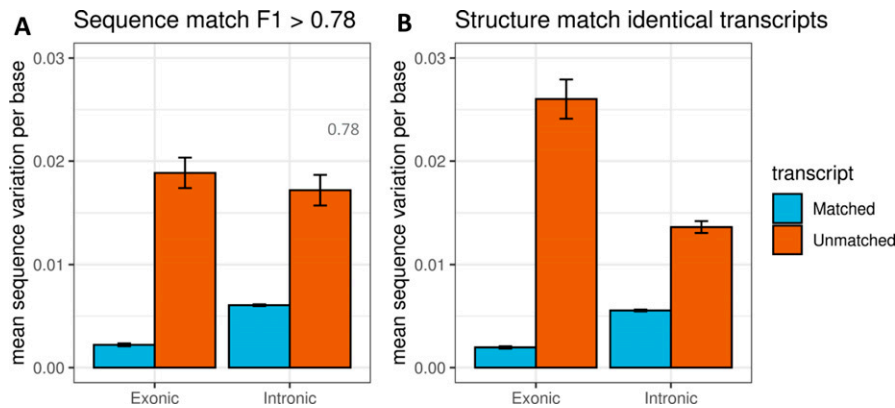 A Sequence match F1 > 0.78
mean sequence variation per base
0.03
0.02
0.01
0.00
0.78
Exonic Intronic
B Structure match identical transcripts
mean sequence variation per base
0.03
0.02
0.01
0.00
Exonic Intronic
transcript
Matched
Unmatched